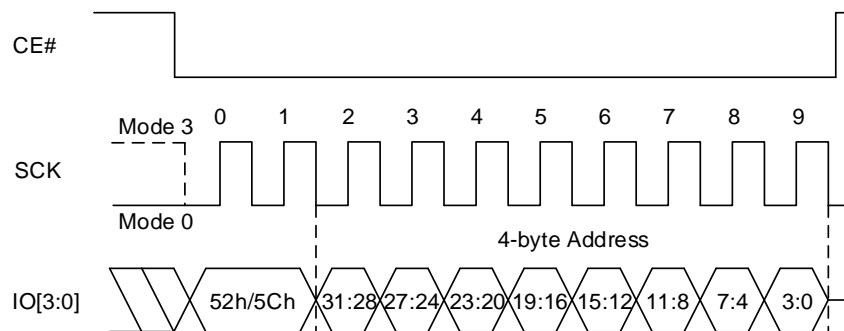 CE#
Mode 3
0 1 2 3 4 5 6 7 8 9
SCK
Mode 0
4-byte Address
IO[3:0]
52h/5Ch 31:28 27:24 23:20 19:16 15:12 11:8 7:4 3:0